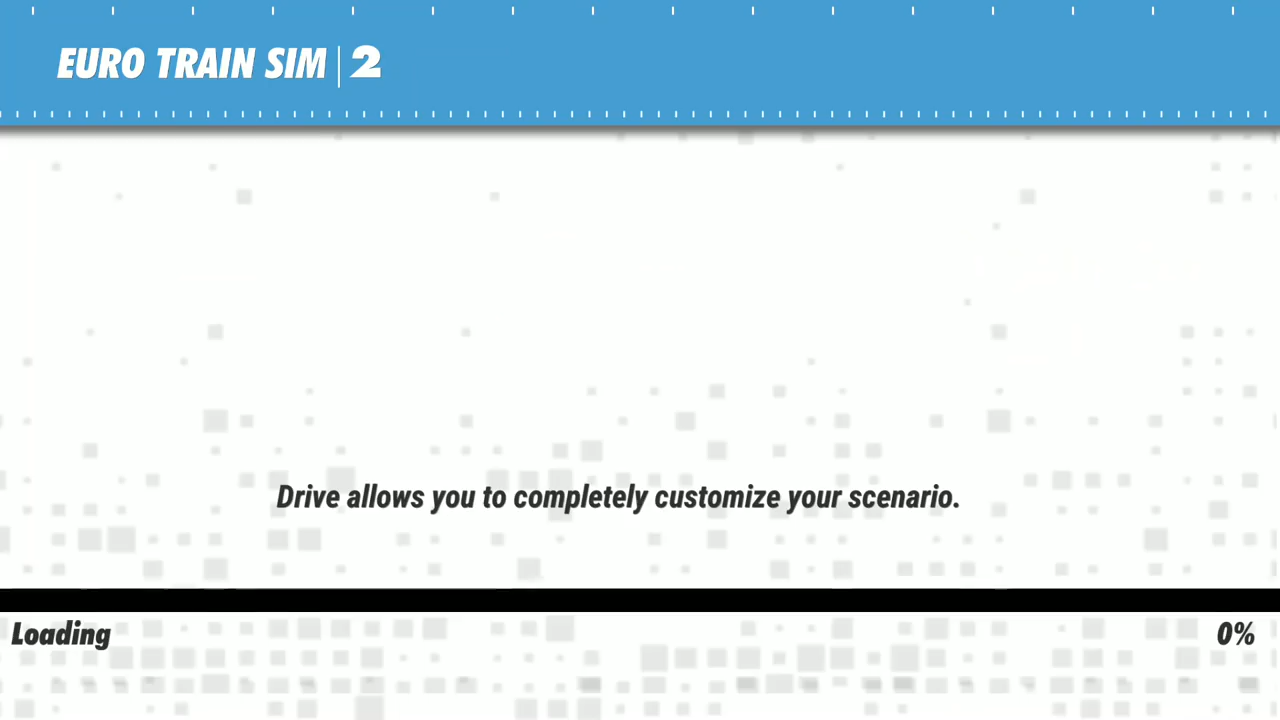 EURO TRAIN SIM | 2
Drive allows you to completely customize your scenario.
Loading 0%